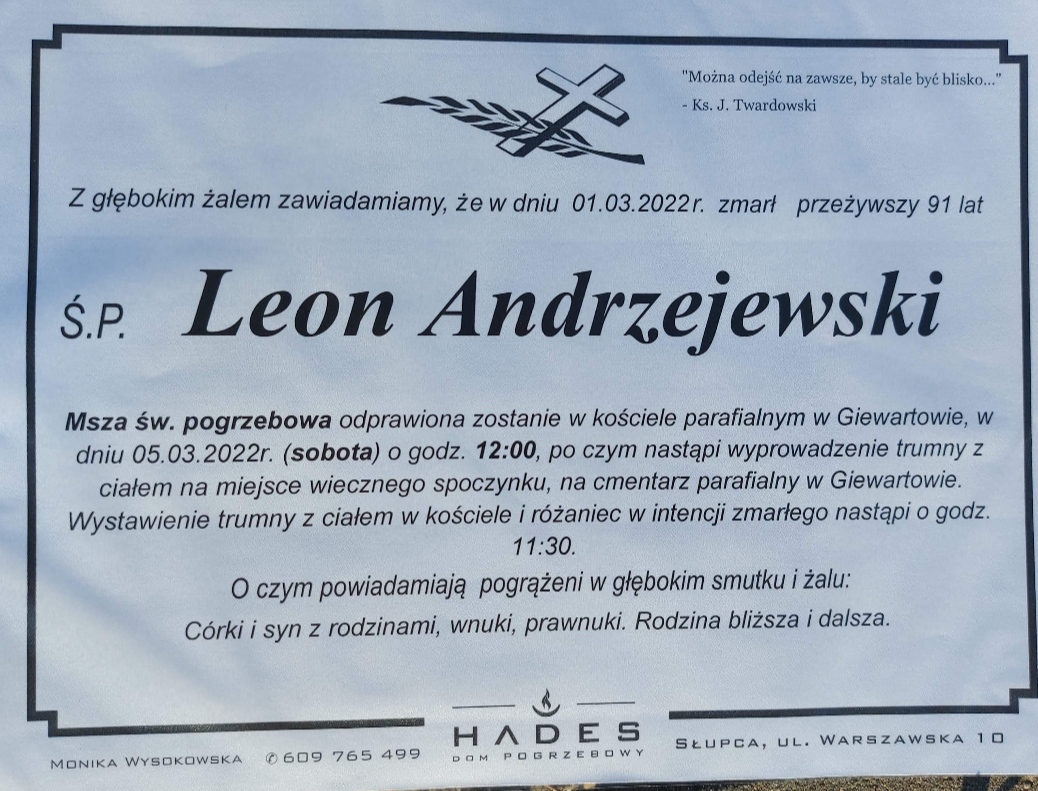 "Można odejść na zawsze, by stale być blisko..."
- Ks. J. Twardowski
Z głębokim żalem zawiadamiamy, że w dniu 01.03.2022r. zmarł przeżywszy 91 lat
Ś.P. Leon Andrzejewski
Msza św. pogrzebowa odprawiona zostanie w kościele parafialnym w Giewartowie, w
dniu 05.03.2022r. (sobota) o godz. 12:00, po czym nastąpi wyprowadzenie trumny z
ciałem na miejsce wiecznego spoczynku, na cmentarz parafialny w Giewartowie.
Wystawienie trumny z ciałem w kościele i różaniec w intencji zmarłego nastąpi o godz.
11:30.
O czym powiadamiają pogrążeni w głębokim smutku i żalu:
Córki i syn z rodzinami, wnuki, prawnuki. Rodzina bliższa i dalsza.
HADES
DOM POGRZEBOWY
MONIKA WYSOKOWSKA ✆ 609 765 499
SŁUPCA, UL. WARSZAWSKA 10